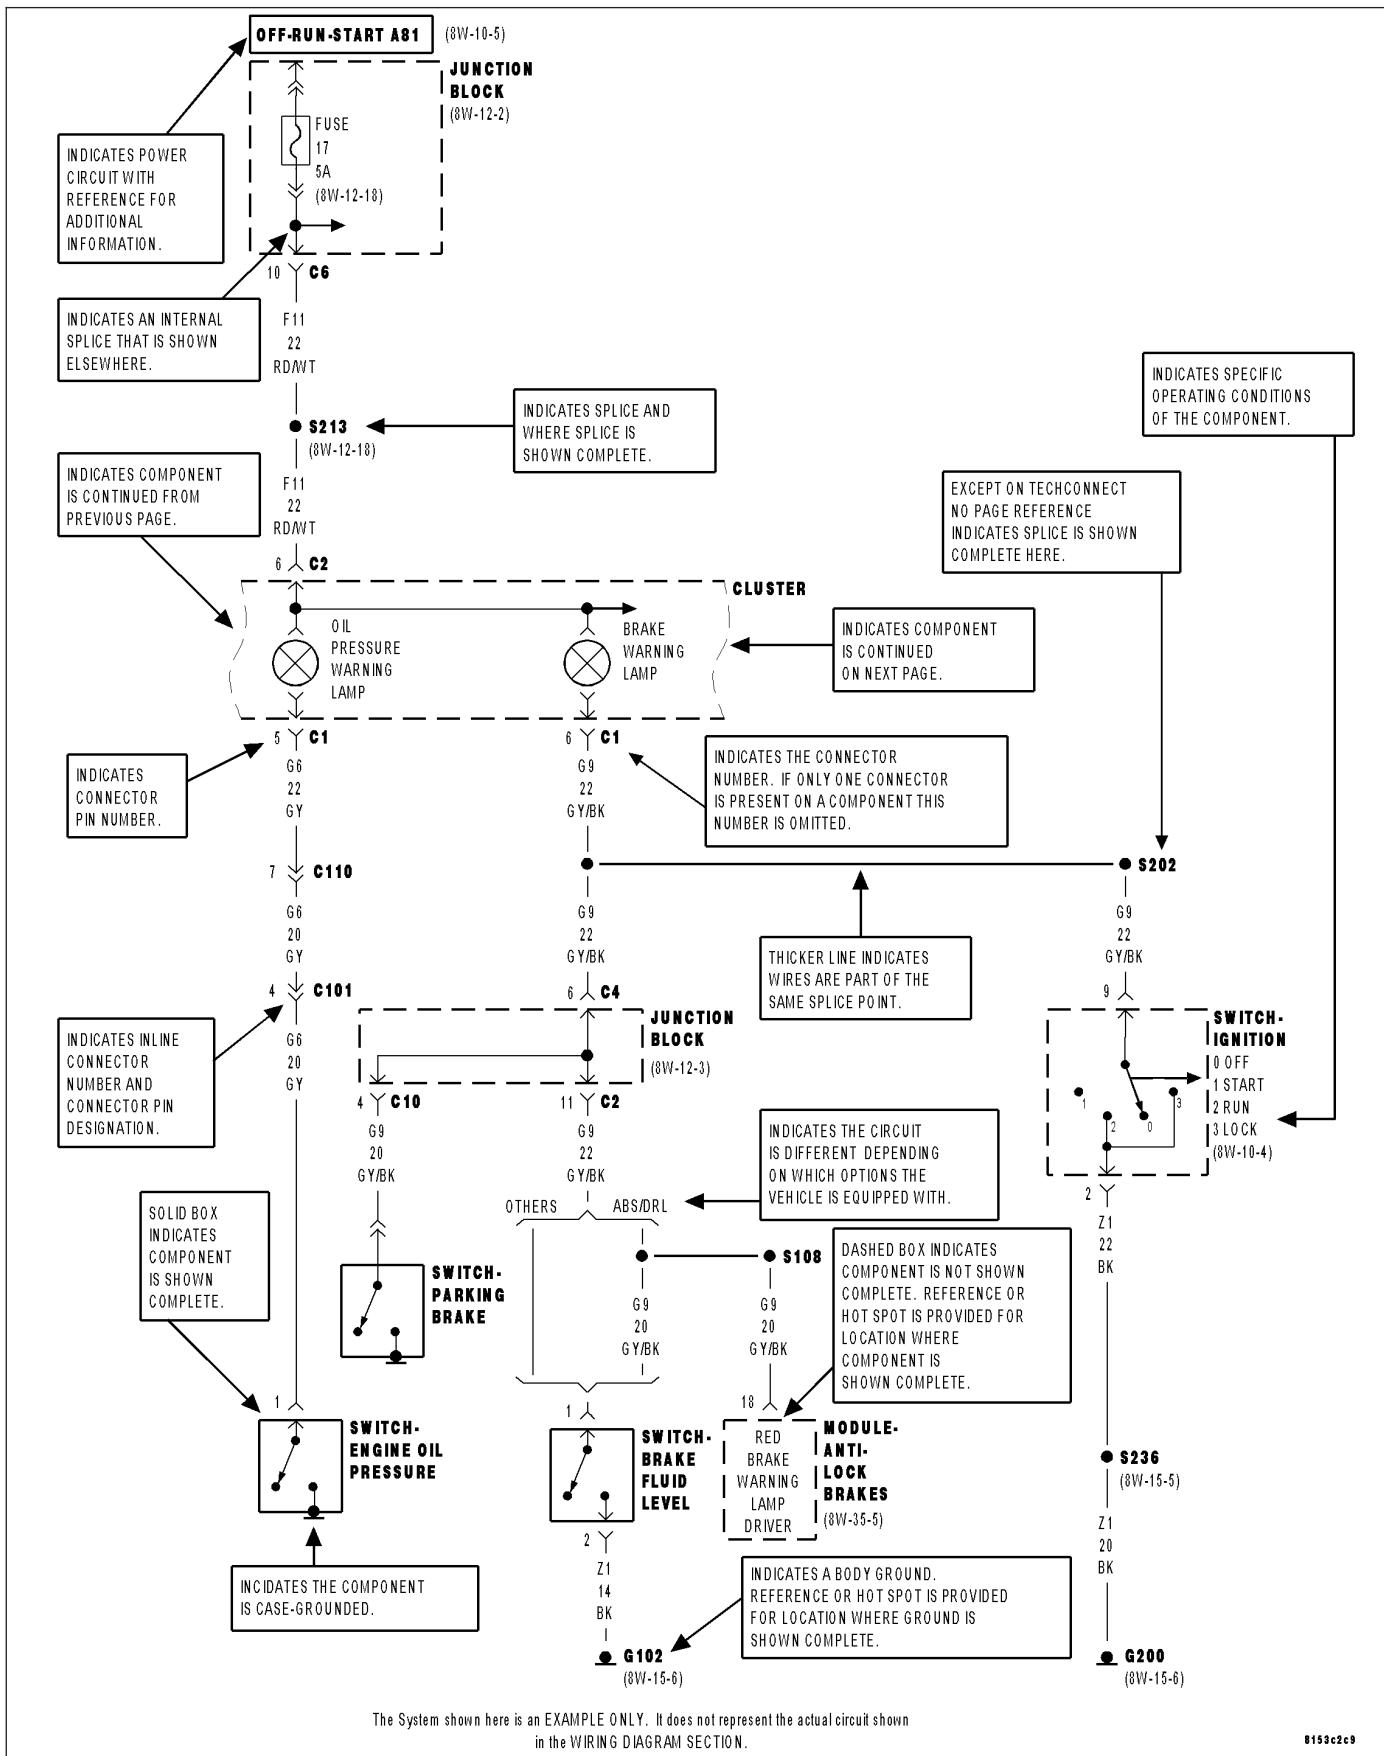 OFF-RUN-START A81 (8W-10-5)
JUNCTION
BLOCK
(8W-12-2)
FUSE
17
5A
(8W-12-18)
INDICATES POWER
CIRCUIT WITH
REFERENCE FOR
ADDITIONAL
INFORMATION.
10 C6
INDICATES AN INTERNAL
SPLICE THAT IS SHOWN
ELSEWHERE.
F11
22
RD/WT
INDICATES SPECIFIC
OPERATING CONDITIONS
OF THE COMPONENT.
S213
(8W-12-18)
INDICATES SPLICE AND
WHERE SPLICE IS
SHOWN COMPLETE.
INDICATES COMPONENT
IS CONTINUED FROM
PREVIOUS PAGE.
F11
22
RD/WT
EXCEPT ON TECHCONNECT
NO PAGE REFERENCE
INDICATES SPLICE IS SHOWN
COMPLETE HERE.
6 C2
CLUSTER
OIL
PRESSURE
WARNING
LAMP
BRAKE
WARNING
LAMP
INDICATES COMPONENT
IS CONTINUED
ON NEXT PAGE.
5 C1
6 C1
INDICATES
CONNECTOR
PIN NUMBER.
G6
22
GY
G9
22
GY/BK
INDICATES THE CONNECTOR
NUMBER. IF ONLY ONE CONNECTOR
IS PRESENT ON A COMPONENT THIS
NUMBER IS OMITTED.
7 C110
S202
G6
20
GY
G9
22
GY/BK
G9
22
GY/BK
THICKER LINE INDICATES
WIRES ARE PART OF THE
SAME SPLICE POINT.
4 C101
6 C4
9
INDICATES INLINE
CONNECTOR
NUMBER AND
CONNECTOR PIN
DESIGNATION.
G6
20
GY
JUNCTION
BLOCK
(8W-12-3)
SWITCH-
IGNITION
0 OFF
1 START
2 RUN
3 LOCK
(8W-10-4)
1
2
0
3
4 C10
11 C2
G9
20
GY/BK
G9
22
GY/BK
INDICATES THE CIRCUIT
IS DIFFERENT DEPENDING
ON WHICH OPTIONS THE
VEHICLE IS EQUIPPED WITH.
2
Z1
22
BK
OTHERS ABS/DRL
SOLID BOX
INDICATES
COMPONENT
IS SHOWN
COMPLETE.
S108
DASHED BOX INDICATES
COMPONENT IS NOT SHOWN
COMPLETE. REFERENCE OR
HOT SPOT IS PROVIDED FOR
LOCATION WHERE
COMPONENT IS
SHOWN COMPLETE.
SWITCH-
PARKING
BRAKE
G9
20
GY/BK
G9
20
GY/BK
1
1
18
SWITCH-
ENGINE OIL
PRESSURE
SWITCH-
BRAKE
FLUID
LEVEL
RED
BRAKE
WARNING
LAMP
DRIVER
MODULE-
ANTI-
LOCK
BRAKES
(8W-35-5)
S236
(8W-15-5)
2
Z1
14
BK
Z1
20
BK
INCIDATES THE COMPONENT
IS CASE-GROUNDED.
INDICATES A BODY GROUND.
REFERENCE OR HOT SPOT IS PROVIDED
FOR LOCATION WHERE GROUND IS
SHOWN COMPLETE.
G102
(8W-15-6)
G200
(8W-15-6)
The System shown here is an EXAMPLE ONLY. It does not represent the actual circuit shown
in the WIRING DIAGRAM SECTION.
8153c2c9